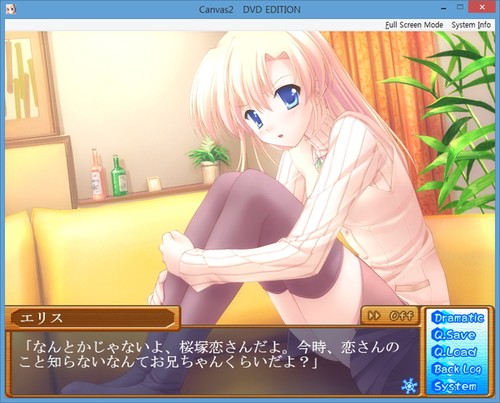 Canvas2 DVD EDITION
Full Screen Mode System Info
エリス
Off
「なんとかじゃないよ、桜塚恋さんだよ。今時、恋さんの
こと知らないなんてお兄ちゃんくらいだよ？」
Dramatic
Q.Save
Q.Load
Back Log
System